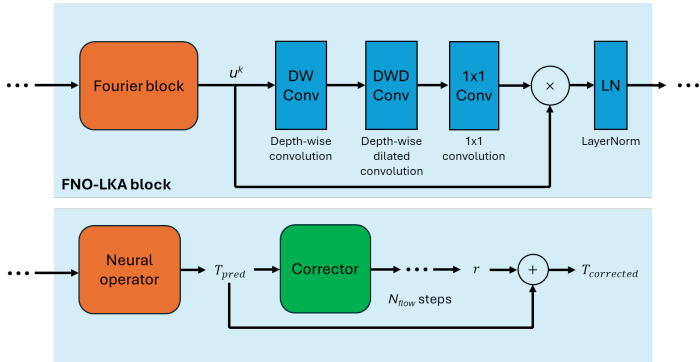 Fourier block
u^k
DW
Conv
DWD
Conv
1x1
Conv
×
LN
Depth-wise
convolution
Depth-wise
dilated
convolution
1x1
convolution
LayerNorm
FNO-LKA block
Neural
operator
T_pred
Corrector
N_flow steps
r
+
T_corrected